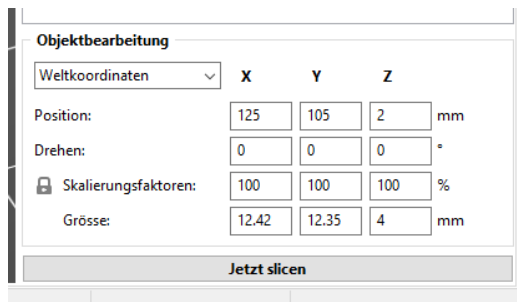 Objektbearbeitung
Weltkoordinaten X Y Z
Position: 125 105 2 mm
Drehen: 0 0 0 °
Skalierungsfaktoren: 100 100 100 %
Grösse: 12.42 12.35 4 mm
Jetzt slicen